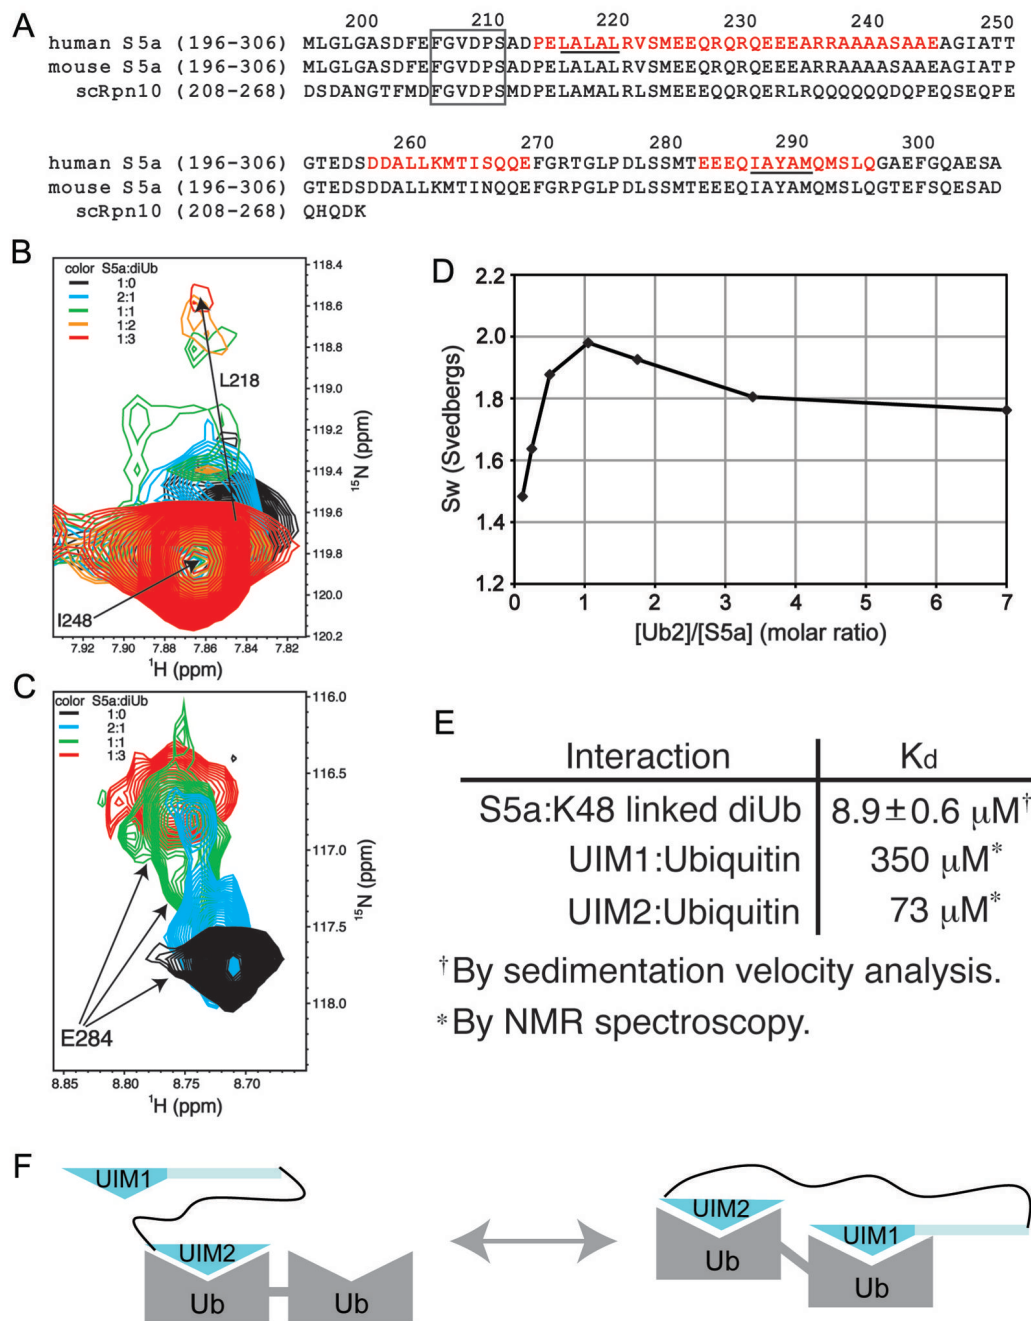 A
200 210 220 230 240 250
human S5a (196-306) MLGLGASDFEFGVDPSADPELALALRVSMEEQRQRQEEEARRAAAASAAEAGIATT
mouse S5a (196-306) MLGLGASDFEFGVDPSADPELALALRVSMEEQRQRQEEEARRAAAASAAEAGIATP
scRpn10 (208-268) DSDANGTFMDFGVDPSMDPELAMALRLSMEEEQQRQERLRQQQQQQDQPEQSEQPE
260 270 280 290 300
human S5a (196-306) GTEDSDDALLKMTISQQEFGRTGLPDLSSMTEEEQIAYAMQMSLQGAEFGQAESA
mouse S5a (196-306) GTEDSDDALLKMTINQQEFGRPGLPDLSSMTEEEQIAYAMQMSLQGTEFSQESAD
scRpn10 (208-268) QHQDK
B
color S5a:diUb
1:0
2:1
1:1
1:2
1:3
L218
I248
118.4
118.6
118.8
119.0
119.2
119.4
119.6
119.8
120.0
120.2
¹⁵N (ppm)
7.92 7.90 7.88 7.86 7.84 7.82
¹H (ppm)
C
color S5a:diUb
1:0
2:1
1:1
1:3
E284
116.0
116.5
117.0
117.5
118.0
¹⁵N (ppm)
8.85 8.80 8.75 8.70
¹H (ppm)
D
2.2
2.0
1.8
1.6
1.4
1.2
Sw (Svedbergs)
0 1 2 3 4 5 6 7
[Ub2]/[S5a] (molar ratio)
E
Interaction Kd
S5a:K48 linked diUb 8.9±0.6 µM†
UIM1:Ubiquitin 350 µM*
UIM2:Ubiquitin 73 µM*
†By sedimentation velocity analysis.
*By NMR spectroscopy.
F
UIM1
UIM2
Ub Ub
UIM2
UIM1
Ub
Ub